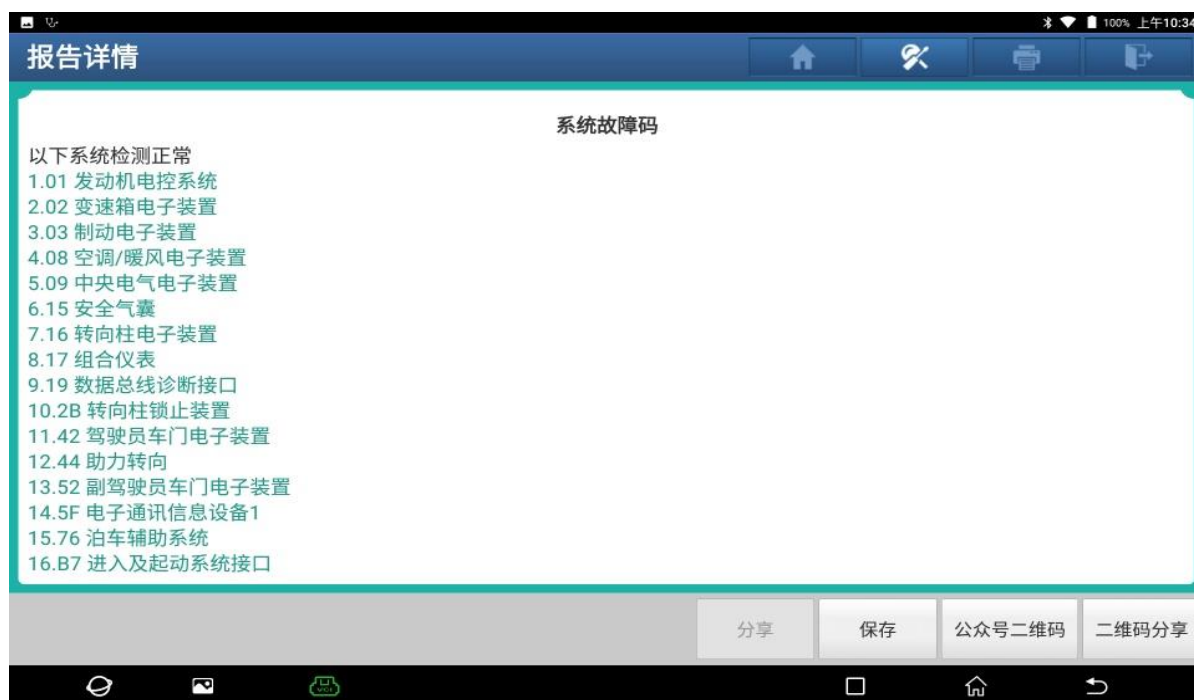 100% 上午10:34
报告详情
系统故障码
以下系统检测正常
1.01 发动机电控系统
2.02 变速箱电子装置
3.03 制动电子装置
4.08 空调/暖风电子装置
5.09 中央电气电子装置
6.15 安全气囊
7.16 转向柱电子装置
8.17 组合仪表
9.19 数据总线诊断接口
10.2B 转向柱锁止装置
11.42 驾驶员车门电子装置
12.44 助力转向
13.52 副驾驶员车门电子装置
14.5F 电子通讯信息设备1
15.76 泊车辅助系统
16.B7 进入及起动系统接口
分享 保存 公众号二维码 二维码分享